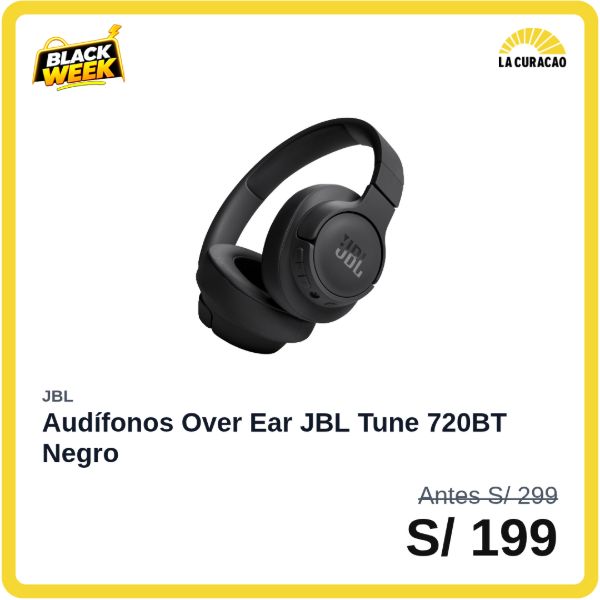 BLACK
WEEK
LA CURACAO
JBL
JBL
Audífonos Over Ear JBL Tune 720BT
Negro
Antes S/ 299
S/ 199